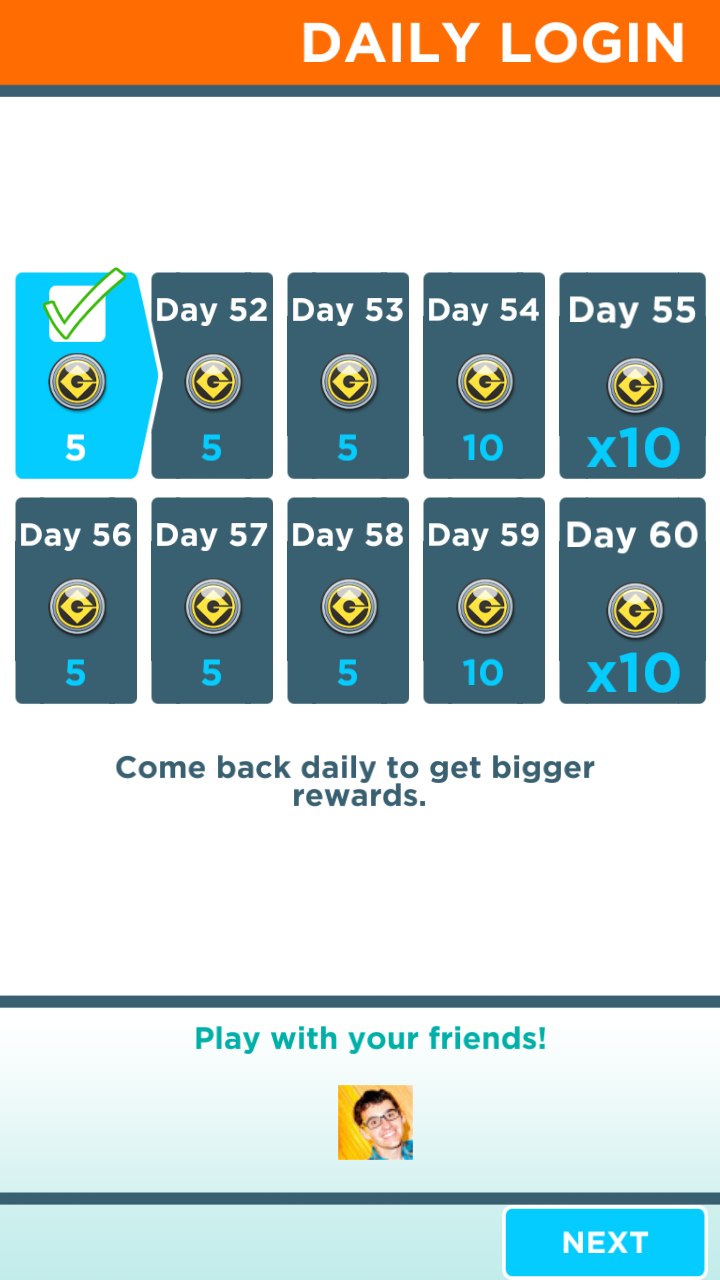 DAILY LOGIN
Day 52 Day 53 Day 54 Day 55
5 5 5 10 x10
Day 56 Day 57 Day 58 Day 59 Day 60
5 5 5 10 x10
Come back daily to get bigger
rewards.
Play with your friends!
NEXT